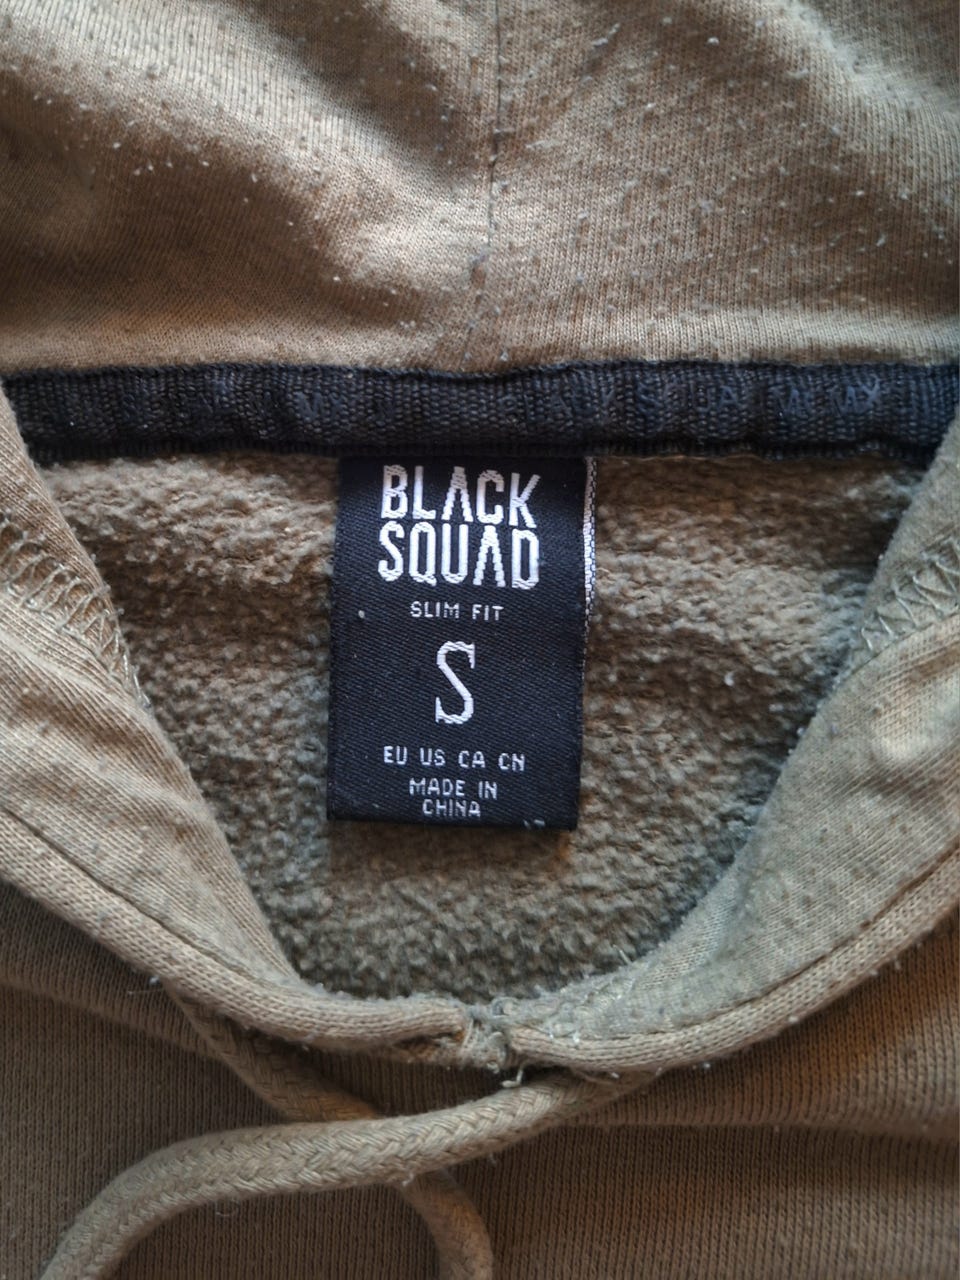 BLACK
SQUAD
SLIM FIT
S
EU US CA CN
MADE IN
CHINA